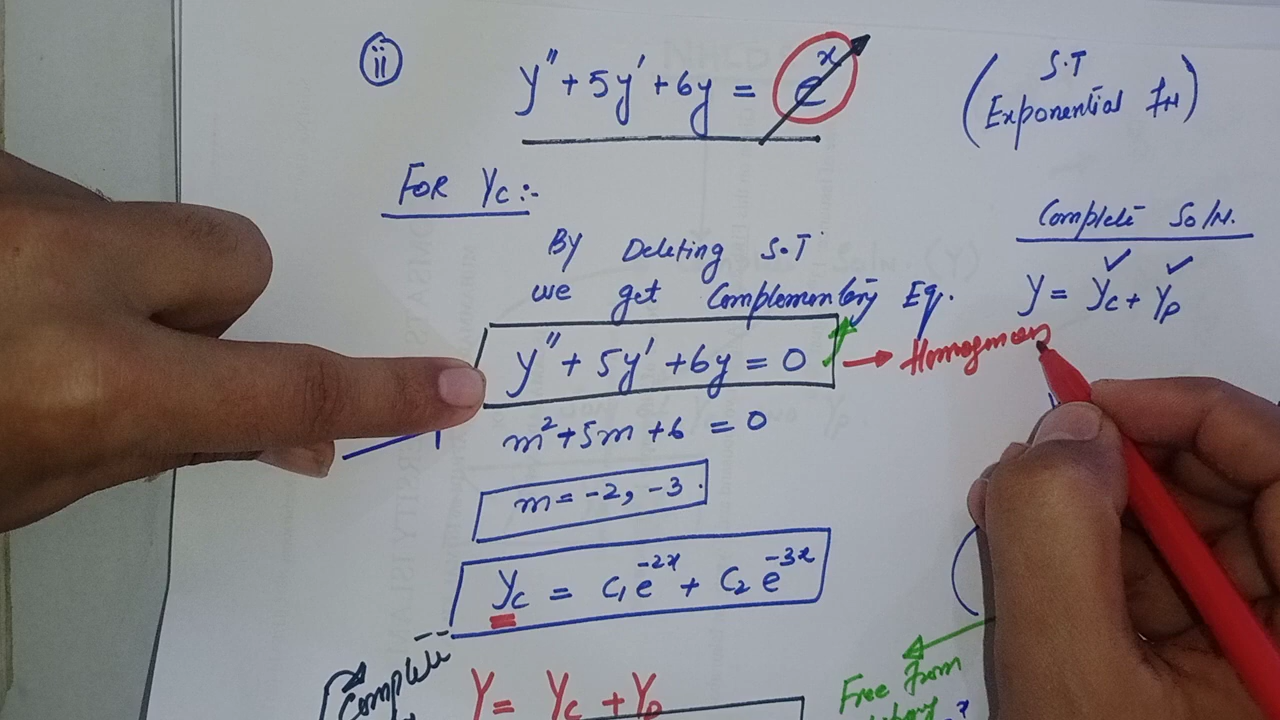 ii y'' + 5y' + 6y = e^x
(S.T
Exponential fn)
FOR Yc:-
By Deleting S.T
we get Complementary Eq.
Complete Soln.
y = yc + yp
y'' + 5y' + 6y = 0 → Homogeneous
m² + 5m + 6 = 0
m = -2, -3.
yc = C₁e^-2x + C₂e^-3x
Complete
Y = Yc + Yp
Free from